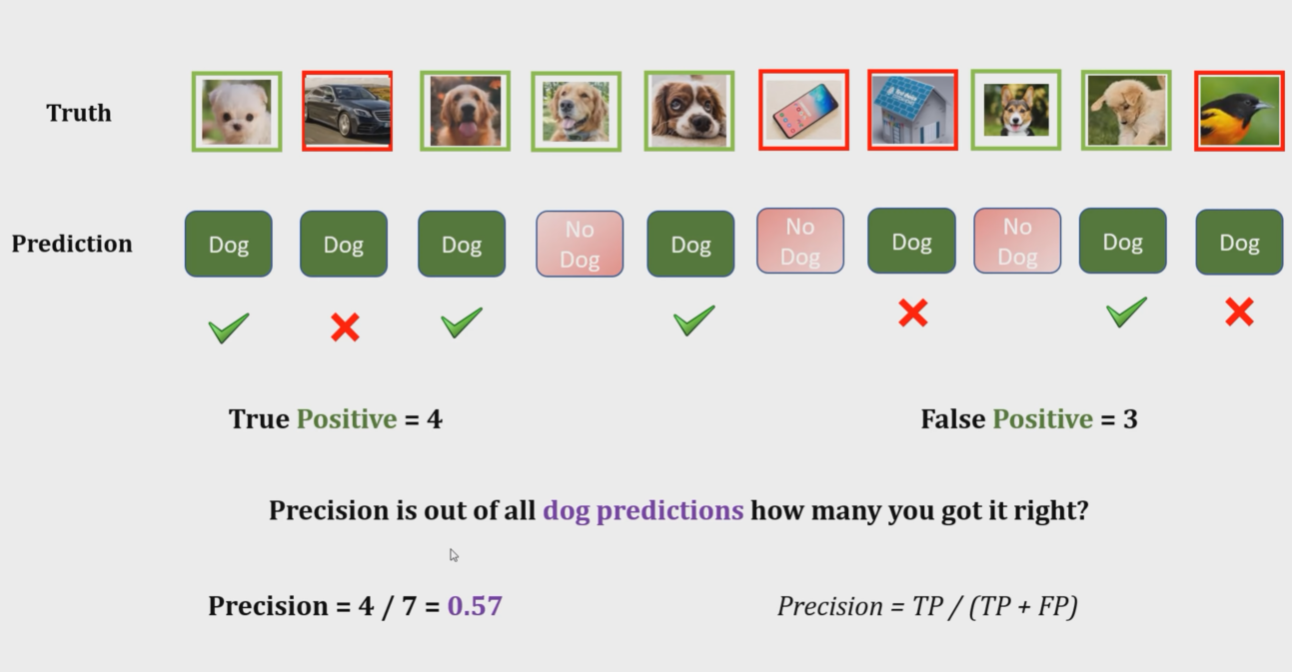 Truth
Prediction
Dog
Dog
Dog
No
Dog
Dog
No
Dog
Dog
No
Dog
Dog
Dog
True Positive = 4
False Positive = 3
Precision is out of all dog predictions how many you got it right?
Precision = 4 / 7 = 0.57
Precision = TP / (TP + FP)